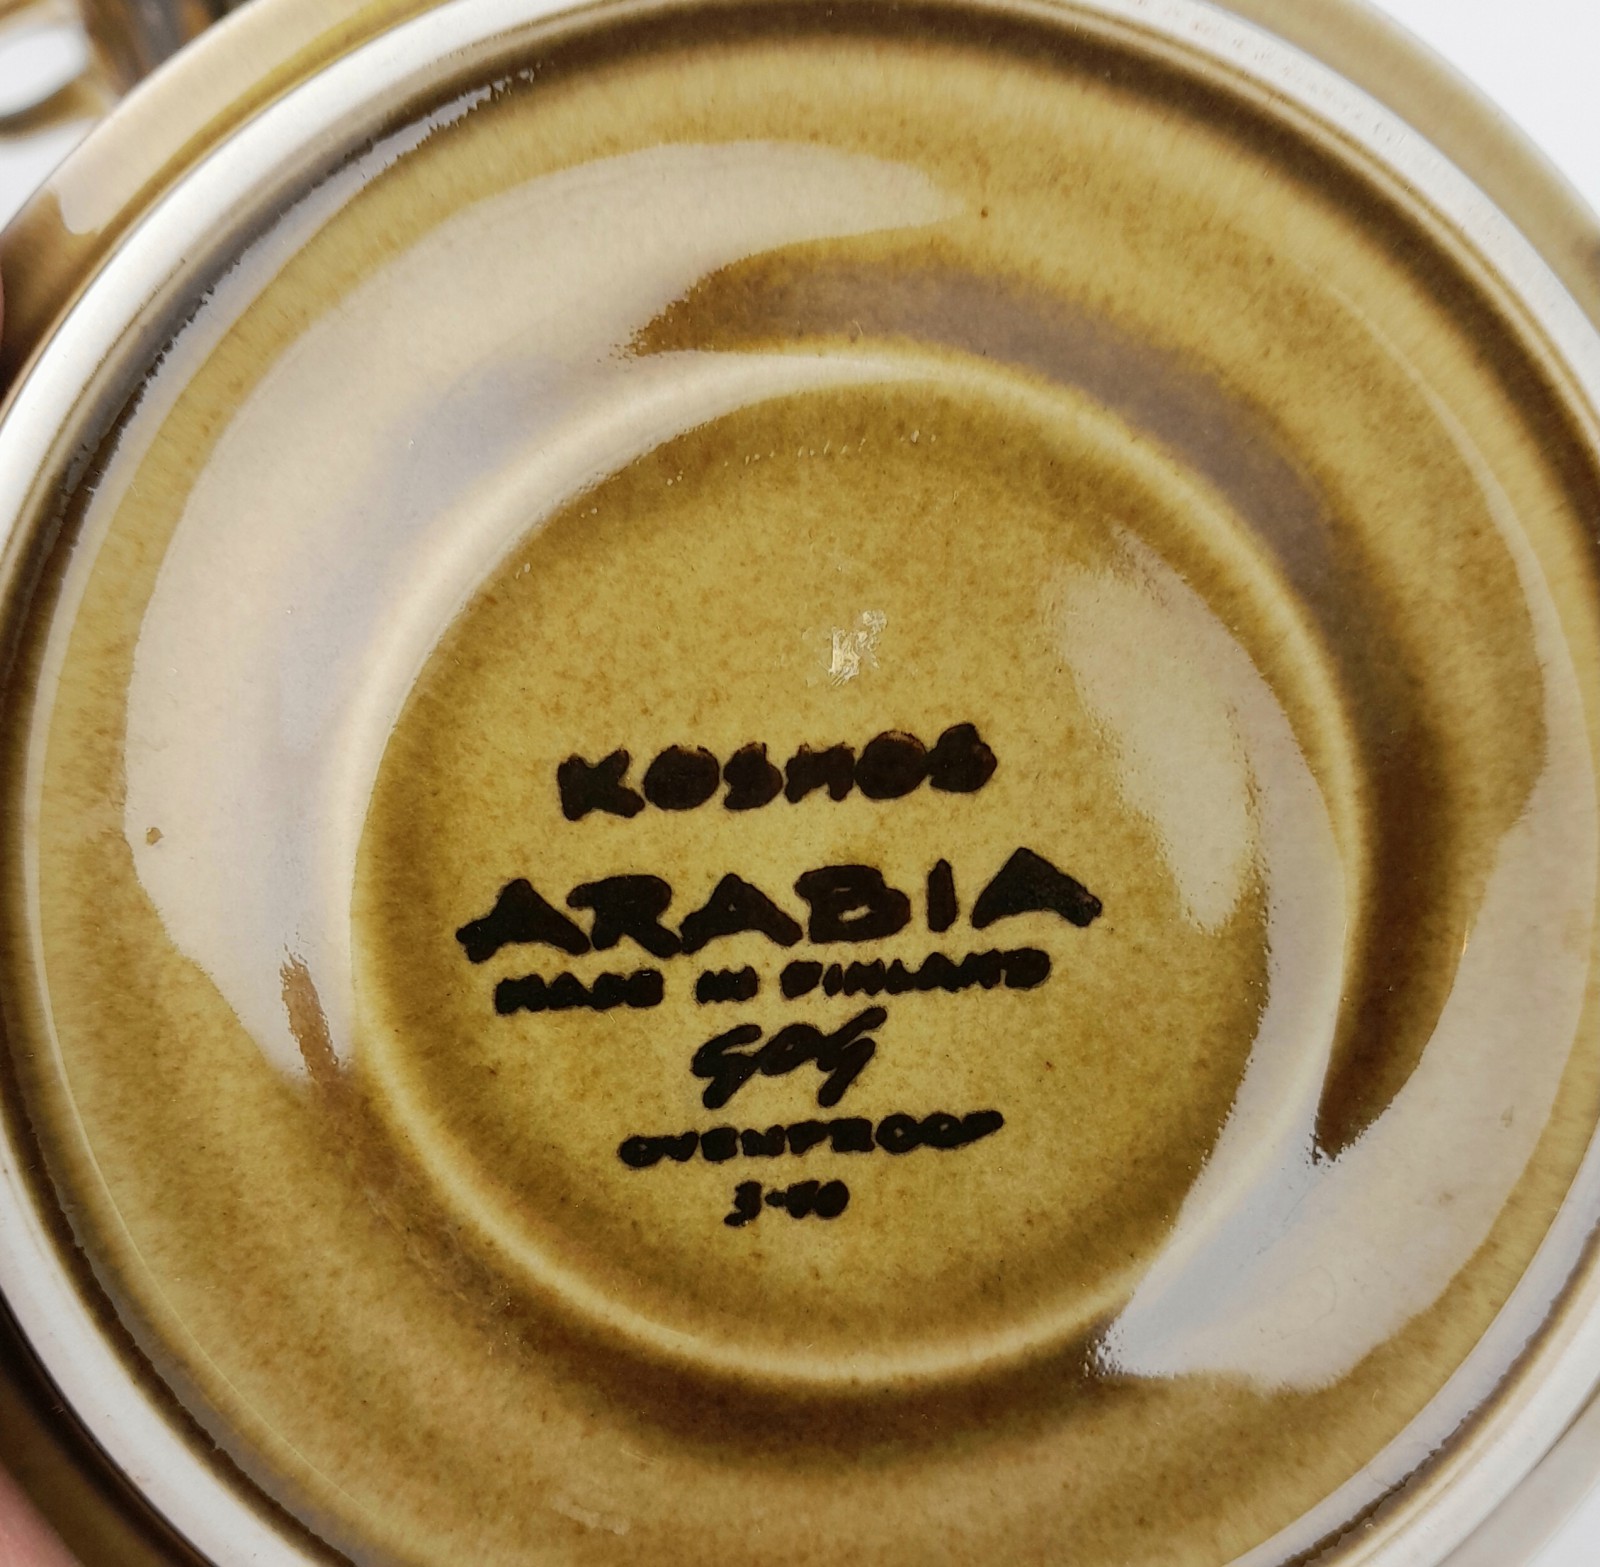 K
KOSMOS
ARABIA
MADE IN FINLAND
GOG
OVENPROOF
3-70